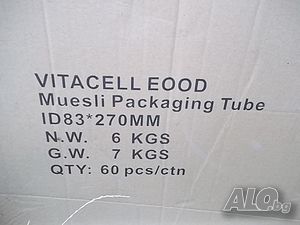 VITACELL EOOD
Muesli Packaging Tube
ID83*270MM
N.W. 6 KGS
G.W. 7 KGS
QTY: 60 pcs/ctn
ALO.bg